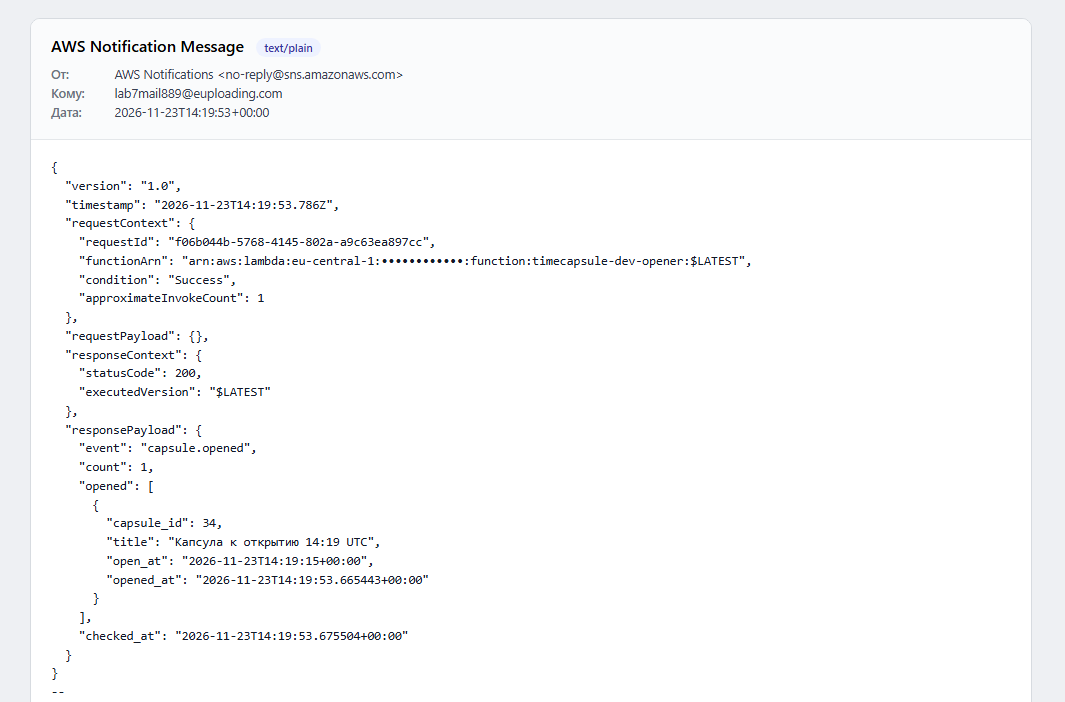 AWS Notification Message text/plain
От: AWS Notifications <no-reply@sns.amazonaws.com>
Кому: lab7mail889@euploading.com
Дата: 2026-11-23T14:19:53+00:00
{
  "version": "1.0",
  "timestamp": "2026-11-23T14:19:53.786Z",
  "requestContext": {
    "requestId": "f06b044b-5768-4145-802a-a9c63ea897cc",
    "functionArn": "arn:aws:lambda:eu-central-1:••••••••••••:function:timecapsule-dev-opener:$LATEST",
    "condition": "Success",
    "approximateInvokeCount": 1
  },
  "requestPayload": {},
  "responseContext": {
    "statusCode": 200,
    "executedVersion": "$LATEST"
  },
  "responsePayload": {
    "event": "capsule.opened",
    "count": 1,
    "opened": [
      {
        "capsule_id": 34,
        "title": "Капсула к открытию 14:19 UTC",
        "open_at": "2026-11-23T14:19:15+00:00",
        "opened_at": "2026-11-23T14:19:53.665443+00:00"
      }
    ],
    "checked_at": "2026-11-23T14:19:53.675504+00:00"
  }
}
--